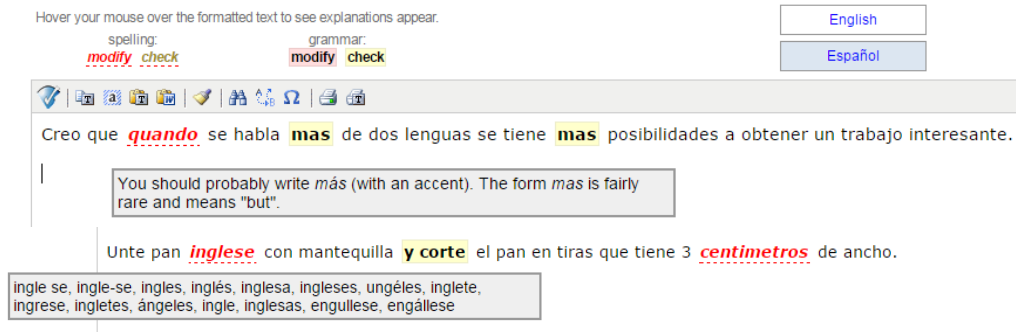 Hover your mouse over the formatted text to see explanations appear.
English
spelling: grammar:
modify check modify check
Español
Creo que quando se habla mas de dos lenguas se tiene mas posibilidades a obtener un trabajo interesante.
You should probably write más (with an accent). The form mas is fairly
rare and means "but".
Unte pan inglese con mantequilla y corte el pan en tiras que tiene 3 centimetros de ancho.
ingle se, ingle-se, ingles, inglés, inglesa, ingleses, ungéles, inglete,
ingrese, ingletes, ángeles, ingle, inglesas, engullese, engállese